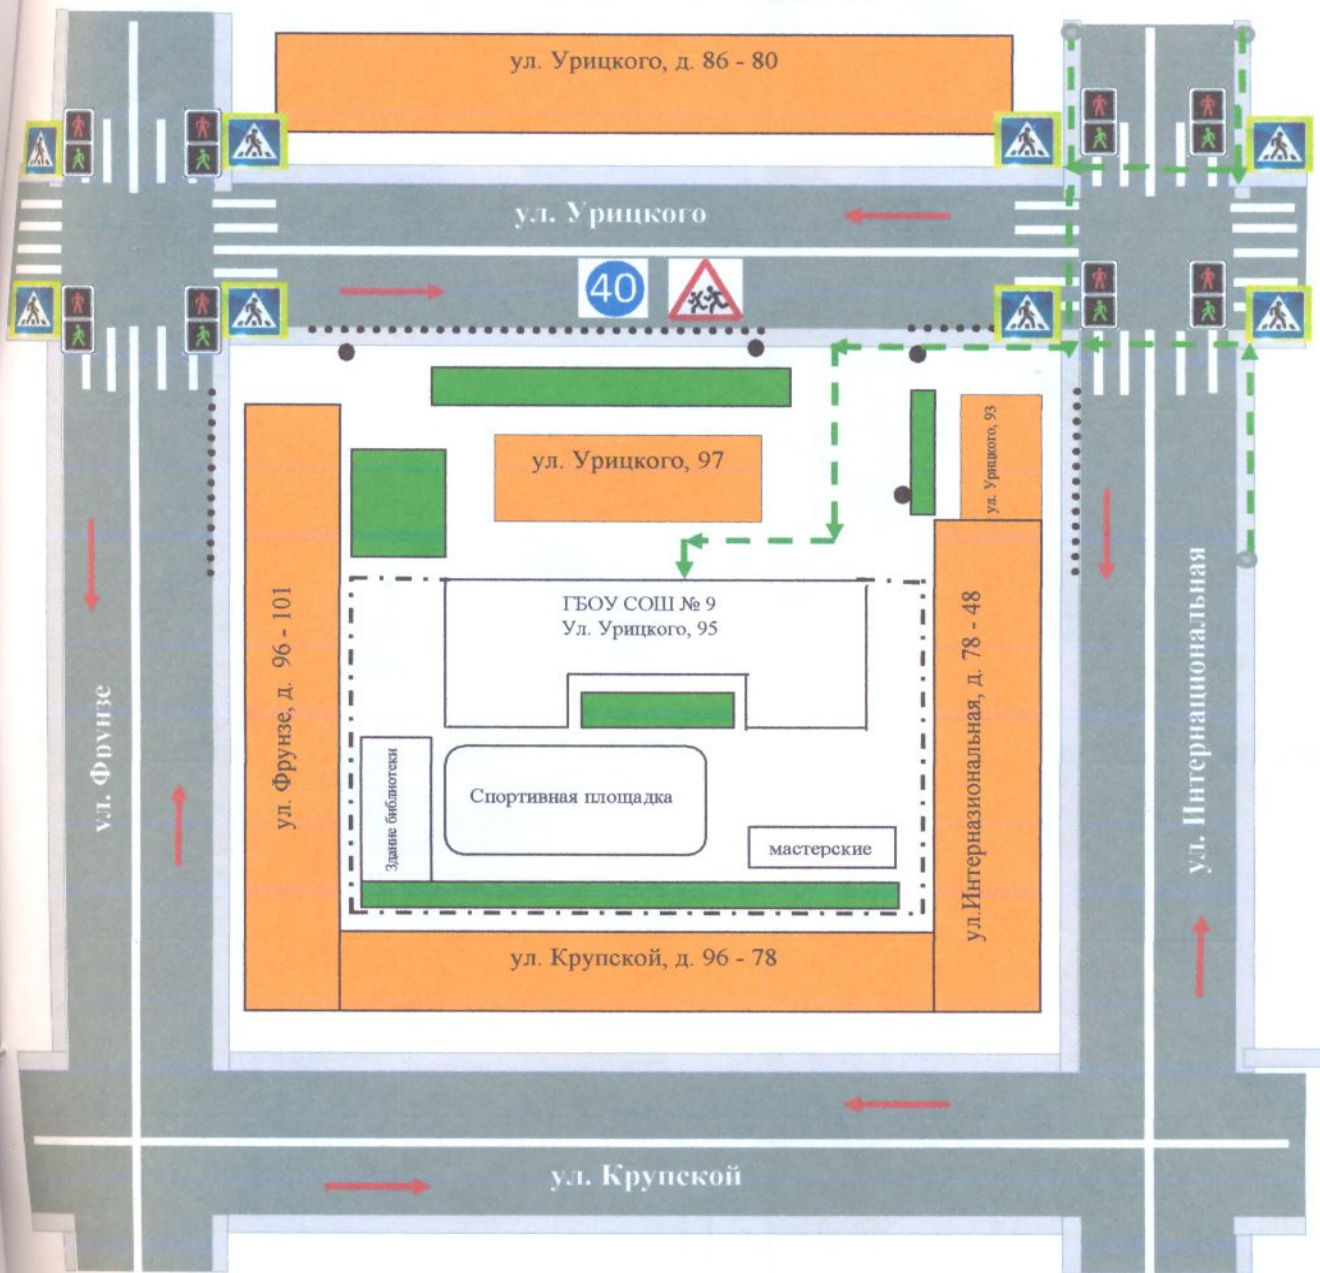 ул. Урицкого, д. 86 - 80
ул. Урицкого
40
ул. Урицкого, 97
ул. Урицкого, 93
ГБОУ СОШ № 9
Ул. Урицкого, 95
ул. Фрунзе, д. 96 - 101
ул. Фрунзе
Здание библиотеки
Спортивная площадка
мастерские
ул.Интерназиональная, д. 78 - 48
ул. Интернациональная
ул. Крупской, д. 96 - 78
ул. Крупской